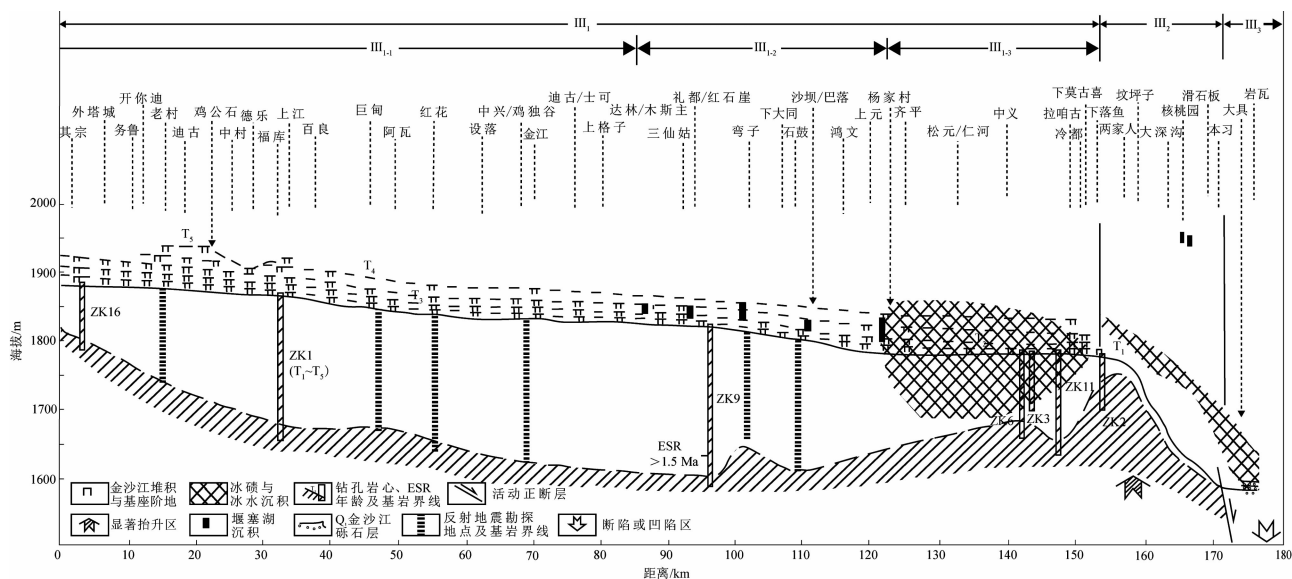 III₁
III₂
III₃
III₁₋₁
III₁₋₂
III₁₋₃
其宗
外塔城
务鲁
开你迪
老村
迪古
鸡公石
中村
德乐
福库
上江
百良
巨甸
阿瓦
红花
设落
中兴/鸡独谷
金江
迪古/士可
上格子
达林/木斯主
三仙姑
礼都/红石崖
弯子
下大同
石鼓
沙坝/巴落
鸿文
上元
杨家村
齐平
松元/仁河
中义
拉咱古
冷都
下莫古喜
下落鱼
两家人
坟坪子
大深沟
核桃园
滑石板
本习
大具
岩瓦
海拔/m
2000
1900
1800
1700
1600
T₅
T₄
T₃
T₁
ZK16
ZK1
(T₁~T₅)
ZK9
ESR
>1.5 Ma
ZK6
ZK3
ZK11
ZK2
金沙江堆积
与基座阶地
冰碛与
冰水沉积
钻孔岩心、ESR
年龄及基岩界线
活动正断层
显著抬升区
堰塞湖
沉积
Q₄金沙江
砾石层
反射地震勘探
地点及基岩界线
断陷或凹陷区
0
10
20
30
40
50
60
70
80
90
100
110
120
130
140
150
160
170
180
距离/km